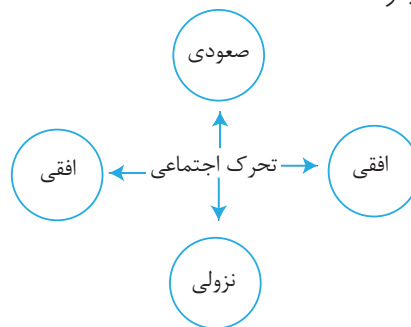 صعودی
افقی
تحرک اجتماعی
افقی
نزولی